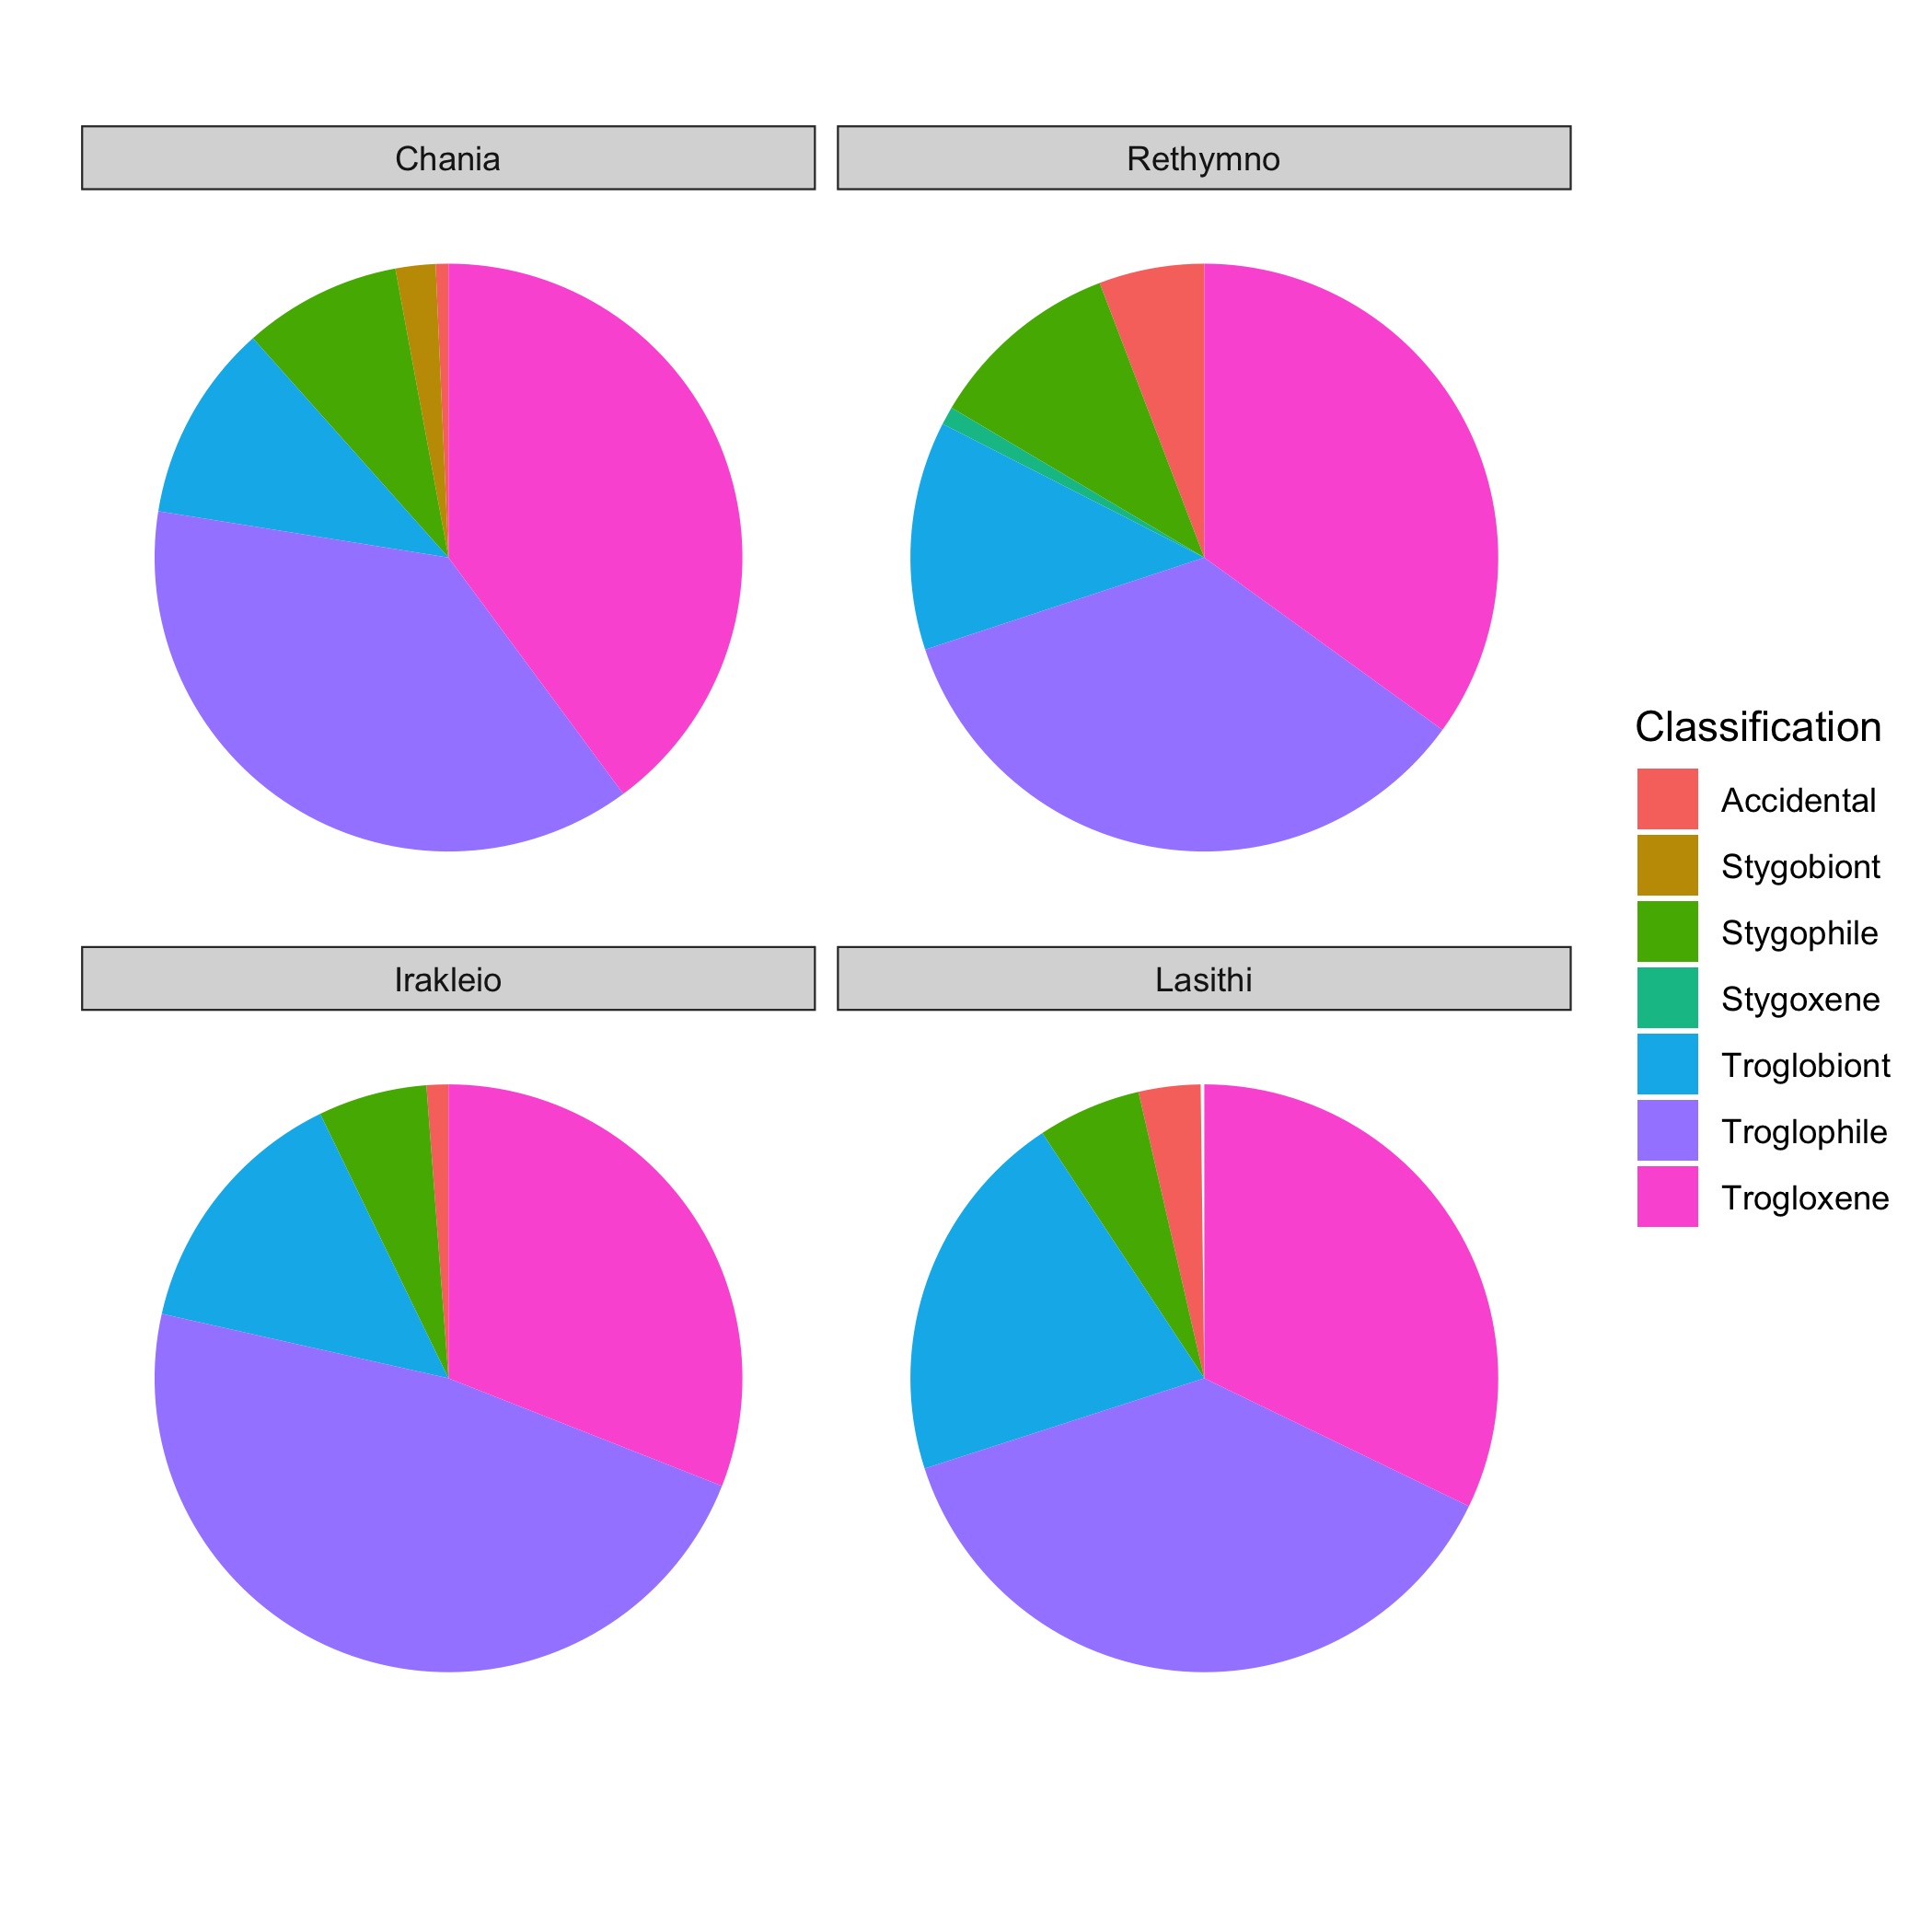 Chania
Rethymno
Irakleio
Lasithi
Classification
Accidental
Stygobiont
Stygophile
Stygoxene
Troglobiont
Troglophile
Trogloxene